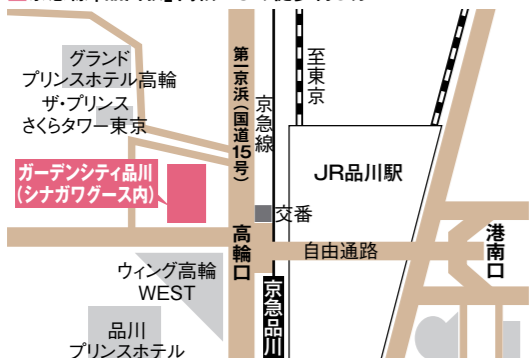 グランド
プリンスホテル高輪
ザ・プリンス
さくらタワー東京
ガーデンシティ品川
(シナガワグース内)
第一京浜(国道15号)
京急線
至東京
JR品川駅
交番
高輪口
自由通路
港南口
ウィング高輪
WEST
京急品川
品川
プリンスホテル